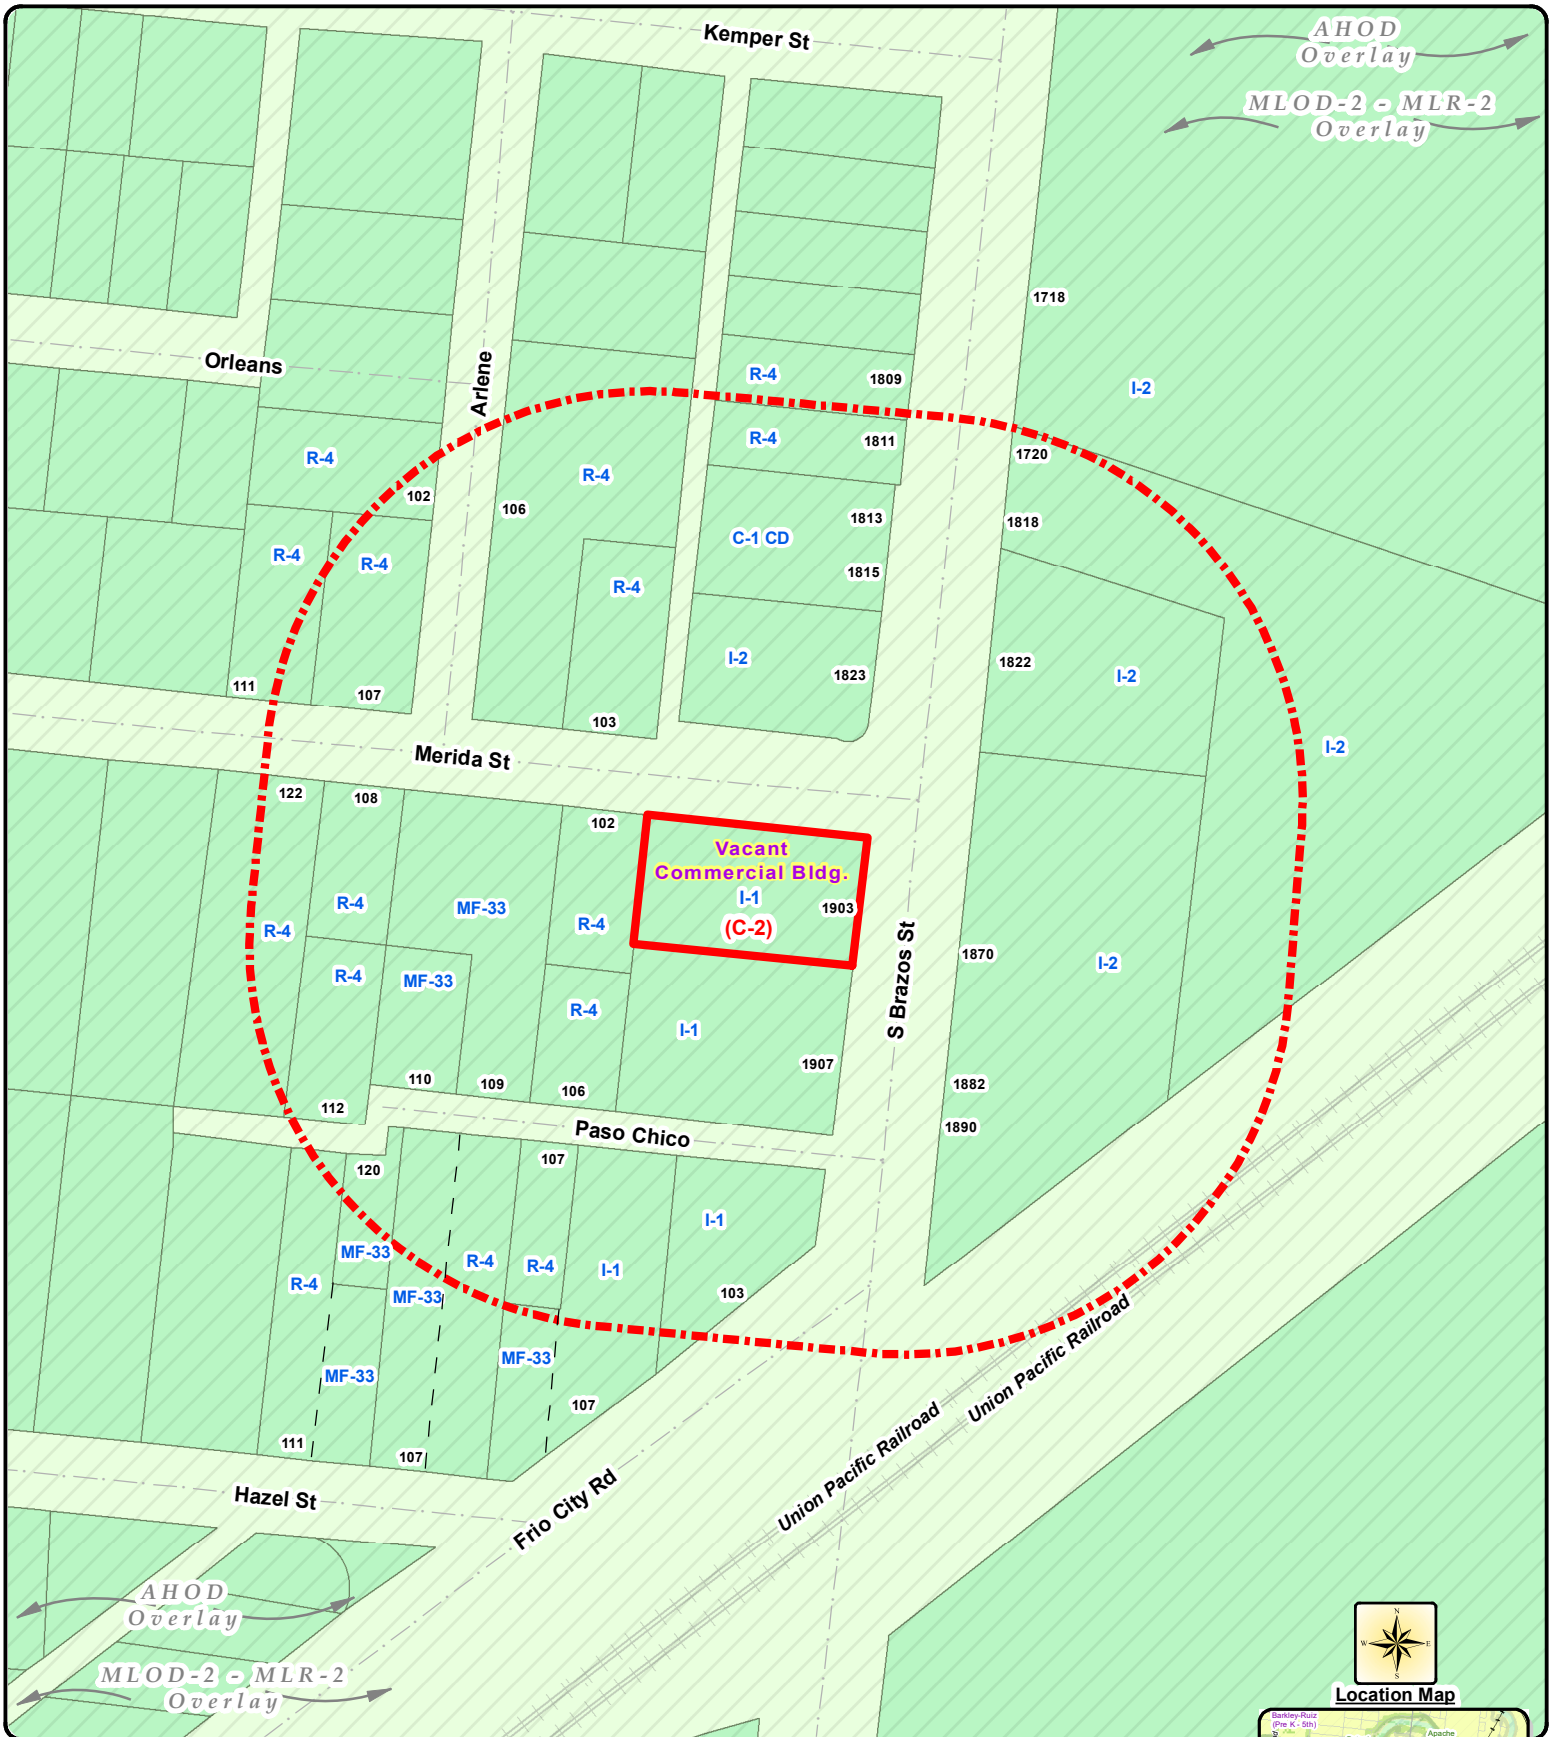 Kemper St
AHOD
Overlay
MLOD-2 - MLR-2
Overlay
1718
Orleans
Arlene
R-4
1809
I-2
R-4
1811
1720
R-4
R-4
102
106
1813
1818
C-1 CD
R-4
R-4
1815
R-4
I-2
1823
1822
I-2
111
107
103
I-2
Merida St
122
108
102
Vacant
Commercial Bldg.
I-1
1903
(C-2)
R-4
MF-33
R-4
R-4
S Brazos St
1870
I-2
R-4
MF-33
R-4
I-1
1907
110
109
106
1882
112
1890
Paso Chico
120
107
I-1
MF-33
R-4
R-4
I-1
R-4
MF-33
103
MF-33
MF-33
107
111
107
Union Pacific Railroad
Union Pacific Railroad
Hazel St
Frio City Rd
AHOD
Overlay
MLOD-2 - MLR-2
Overlay
N
W
E
S
Location Map
Barkley-Ruiz
(Pre K - 5th)
Apache